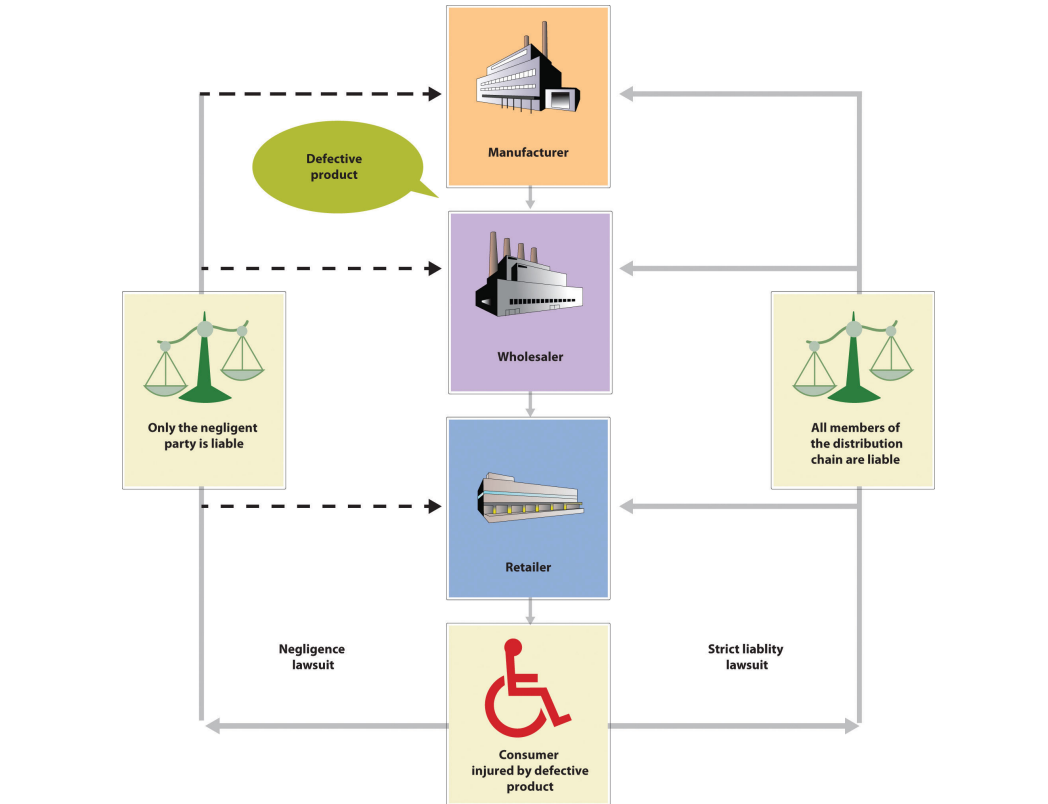 Manufacturer
Defective
product
Wholesaler
Only the negligent
party is liable
All members of
the distribution
chain are liable
Retailer
Negligence
lawsuit
Strict liablity
lawsuit
Consumer
injured by defective
product